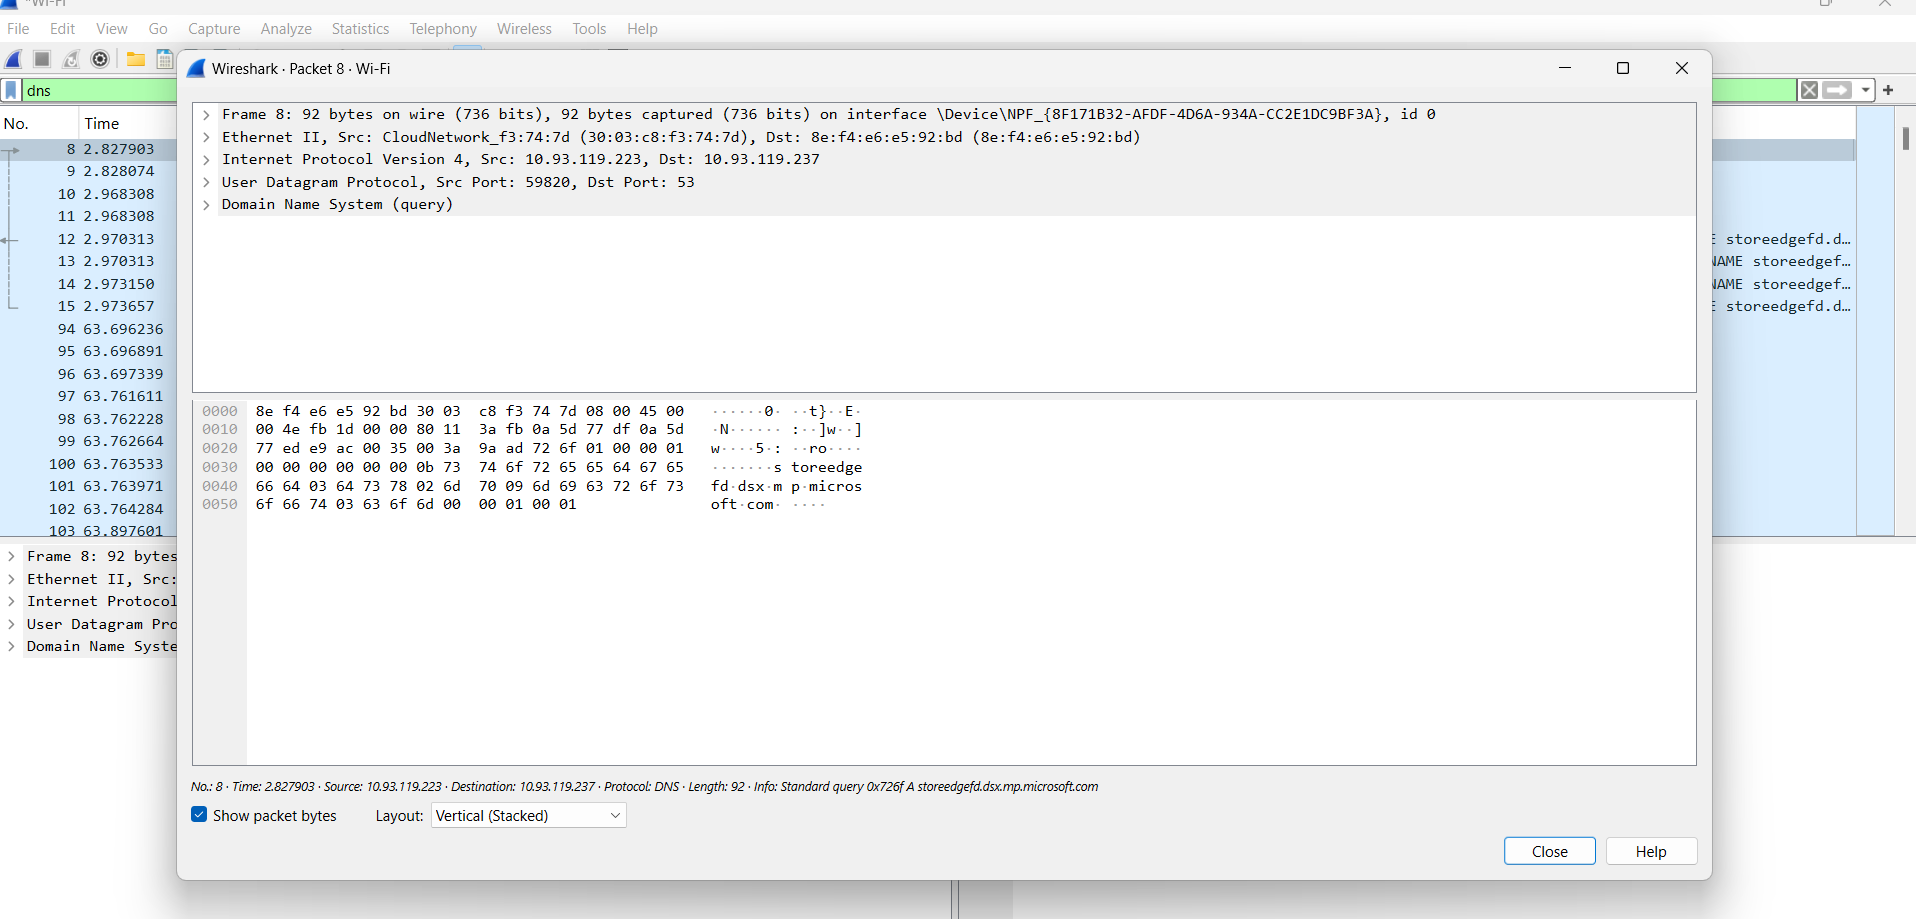 *Wi-Fi
File Edit View Go Capture Analyze Statistics Telephony Wireless Tools Help
Wireshark · Packet 8 · Wi-Fi
dns
No. Time
8 2.827903
9 2.828074
10 2.968308
11 2.968308
12 2.970313
13 2.970313
14 2.973150
15 2.973657
94 63.696236
95 63.696891
96 63.697339
97 63.761611
98 63.762228
99 63.762664
100 63.763533
101 63.763971
102 63.764284
103 63.897601
E storeedgefd.d…
NAME storeedgef…
NAME storeedgef…
E storeedgefd.d…
Frame 8: 92 bytes
Ethernet II, Src:
Internet Protocol
User Datagram Pro
Domain Name Syste
Frame 8: 92 bytes on wire (736 bits), 92 bytes captured (736 bits) on interface \Device\NPF_{8F171B32-AFDF-4D6A-934A-CC2E1DC9BF3A}, id 0
Ethernet II, Src: CloudNetwork_f3:74:7d (30:03:c8:f3:74:7d), Dst: 8e:f4:e6:e5:92:bd (8e:f4:e6:e5:92:bd)
Internet Protocol Version 4, Src: 10.93.119.223, Dst: 10.93.119.237
User Datagram Protocol, Src Port: 59820, Dst Port: 53
Domain Name System (query)
0000 8e f4 e6 e5 92 bd 30 03 c8 f3 74 7d 08 00 45 00 ······0· ··t}··E·
0010 00 4e fb 1d 00 00 80 11 3a fb 0a 5d 77 df 0a 5d ·N······ :··]w··]
0020 77 ed e9 ac 00 35 00 3a 9a ad 72 6f 01 00 00 01 w····5·: ··ro····
0030 00 00 00 00 00 00 0b 73 74 6f 72 65 65 64 67 65 ·······s toreedge
0040 66 64 03 64 73 78 02 6d 70 09 6d 69 63 72 6f 73 fd·dsx·m p·micros
0050 6f 66 74 03 63 6f 6d 00 00 01 00 01 oft·com· ····
No.: 8 · Time: 2.827903 · Source: 10.93.119.223 · Destination: 10.93.119.237 · Protocol: DNS · Length: 92 · Info: Standard query 0x726f A storeedgefd.dsx.mp.microsoft.com
Show packet bytes Layout: Vertical (Stacked)
Close Help